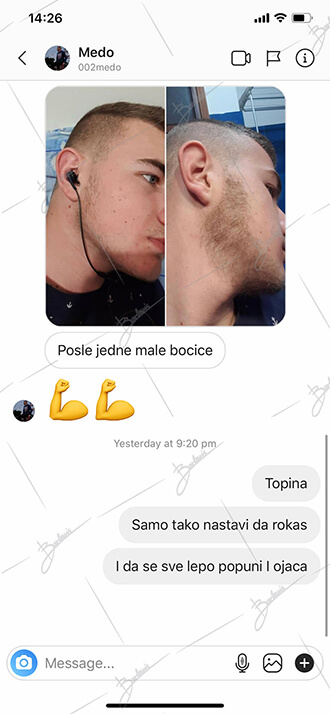 14:26
Medo
002medo
Posle jedne male bocice
Yesterday at 9:20 pm
Topina
Samo tako nastavi da rokas
I da se sve lepo popuni I ojaca
Message...